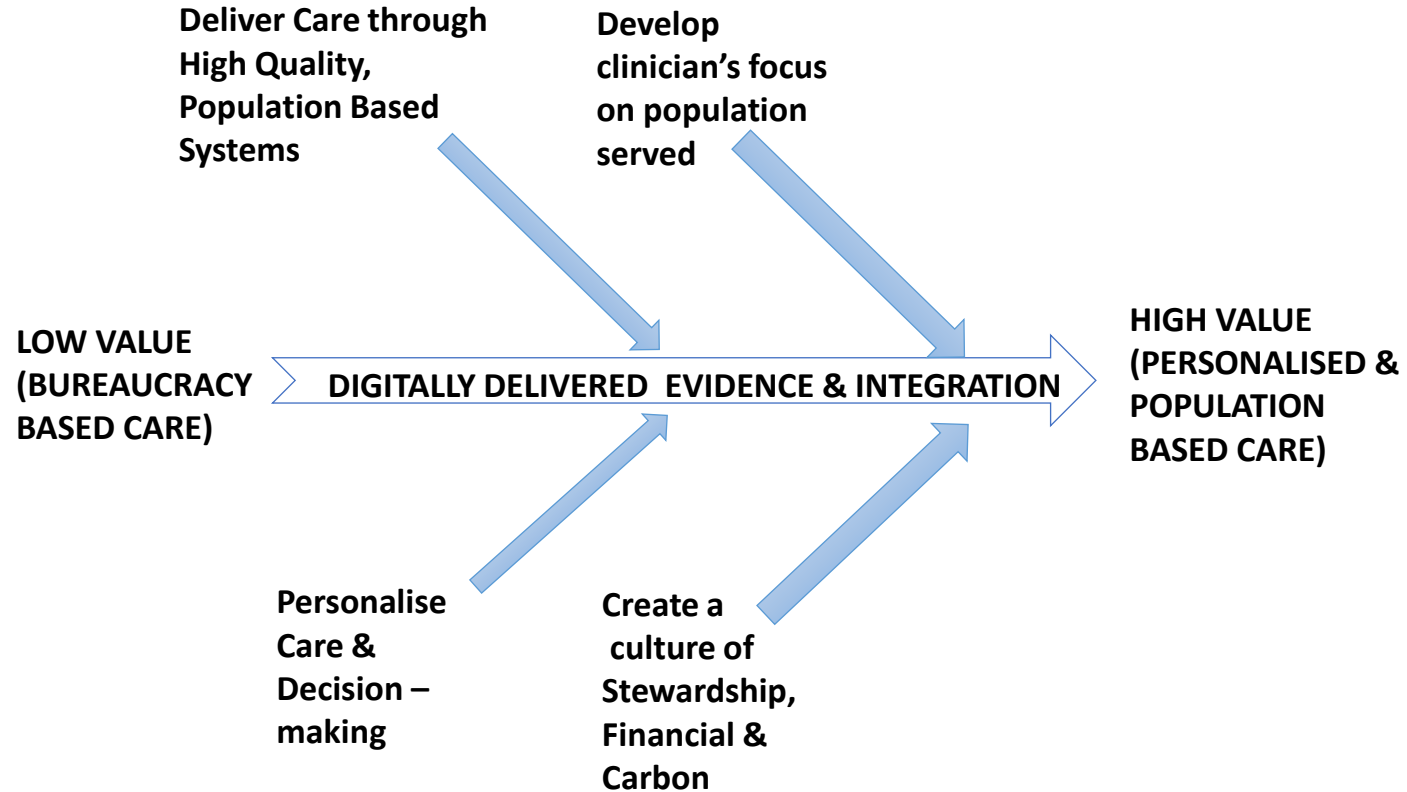 Deliver Care through
High Quality,
Population Based
Systems
Develop
clinician’s focus
on population
served
LOW VALUE
(BUREAUCRACY
BASED CARE)
DIGITALLY DELIVERED EVIDENCE & INTEGRATION
HIGH VALUE
(PERSONALISED &
POPULATION
BASED CARE)
Personalise
Care &
Decision –
making
Create a
culture of
Stewardship,
Financial &
Carbon